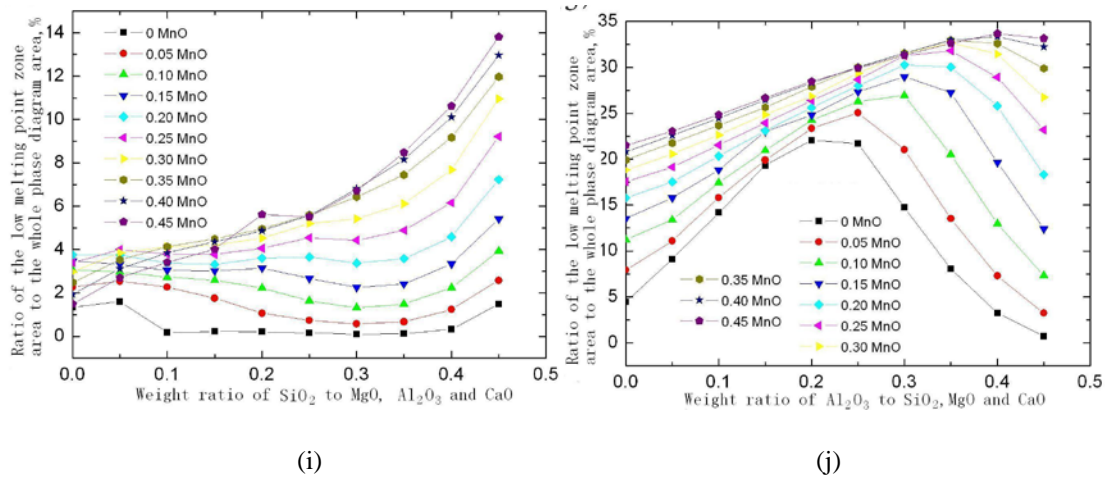 14
12
10
8
6
4
2
0
0 MnO
0.05 MnO
0.10 MnO
0.15 MnO
0.20 MnO
0.25 MnO
0.30 MnO
0.35 MnO
0.40 MnO
0.45 MnO
Ratio of the low melting point zone
area to the whole phase diagram area,%
0.0 0.1 0.2 0.3 0.4 0.5
Weight ratio of SiO₂ to MgO, Al₂O₃ and CaO
(i)
35
30
25
20
15
10
5
0
0.35 MnO
0.40 MnO
0.45 MnO
0 MnO
0.05 MnO
0.10 MnO
0.15 MnO
0.20 MnO
0.25 MnO
0.30 MnO
Ratio of the low melting point zone
area to the whole phase diagram area,%
0.0 0.1 0.2 0.3 0.4 0.5
Weight ratio of Al₂O₃ to SiO₂,MgO and CaO
(j)